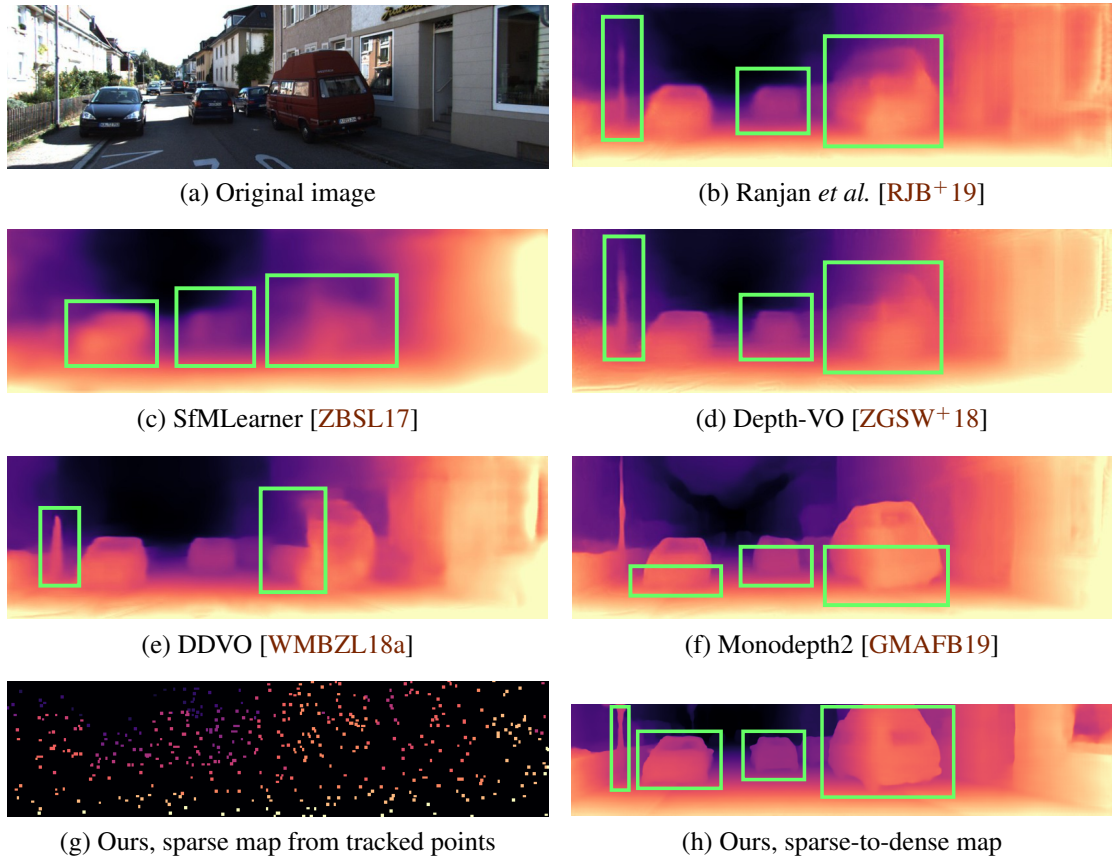 (a) Original image
(b) Ranjan et al. [RJB+19]
(c) SfMLearner [ZBSL17]
(d) Depth-VO [ZGSW+18]
(e) DDVO [WMBZL18a]
(f) Monodepth2 [GMAFB19]
(g) Ours, sparse map from tracked points
(h) Ours, sparse-to-dense map